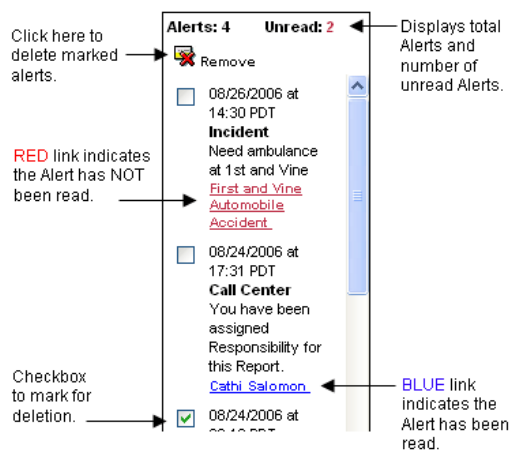 Click here to
delete marked
alerts.
Alerts: 4 Unread: 2
Displays total
Alerts and
number of
unread Alerts.
Remove
08/26/2006 at
14:30 PDT
Incident
Need ambulance
at 1st and Vine
First and Vine
Automobile
Accident
RED link indicates
the Alert has NOT
been read.
08/24/2006 at
17:31 PDT
Call Center
You have been
assigned
Responsibility for
this Report.
Cathi Salomon
BLUE link
indicates the
Alert has been
read.
Checkbox
to mark for
deletion.
08/24/2006 at